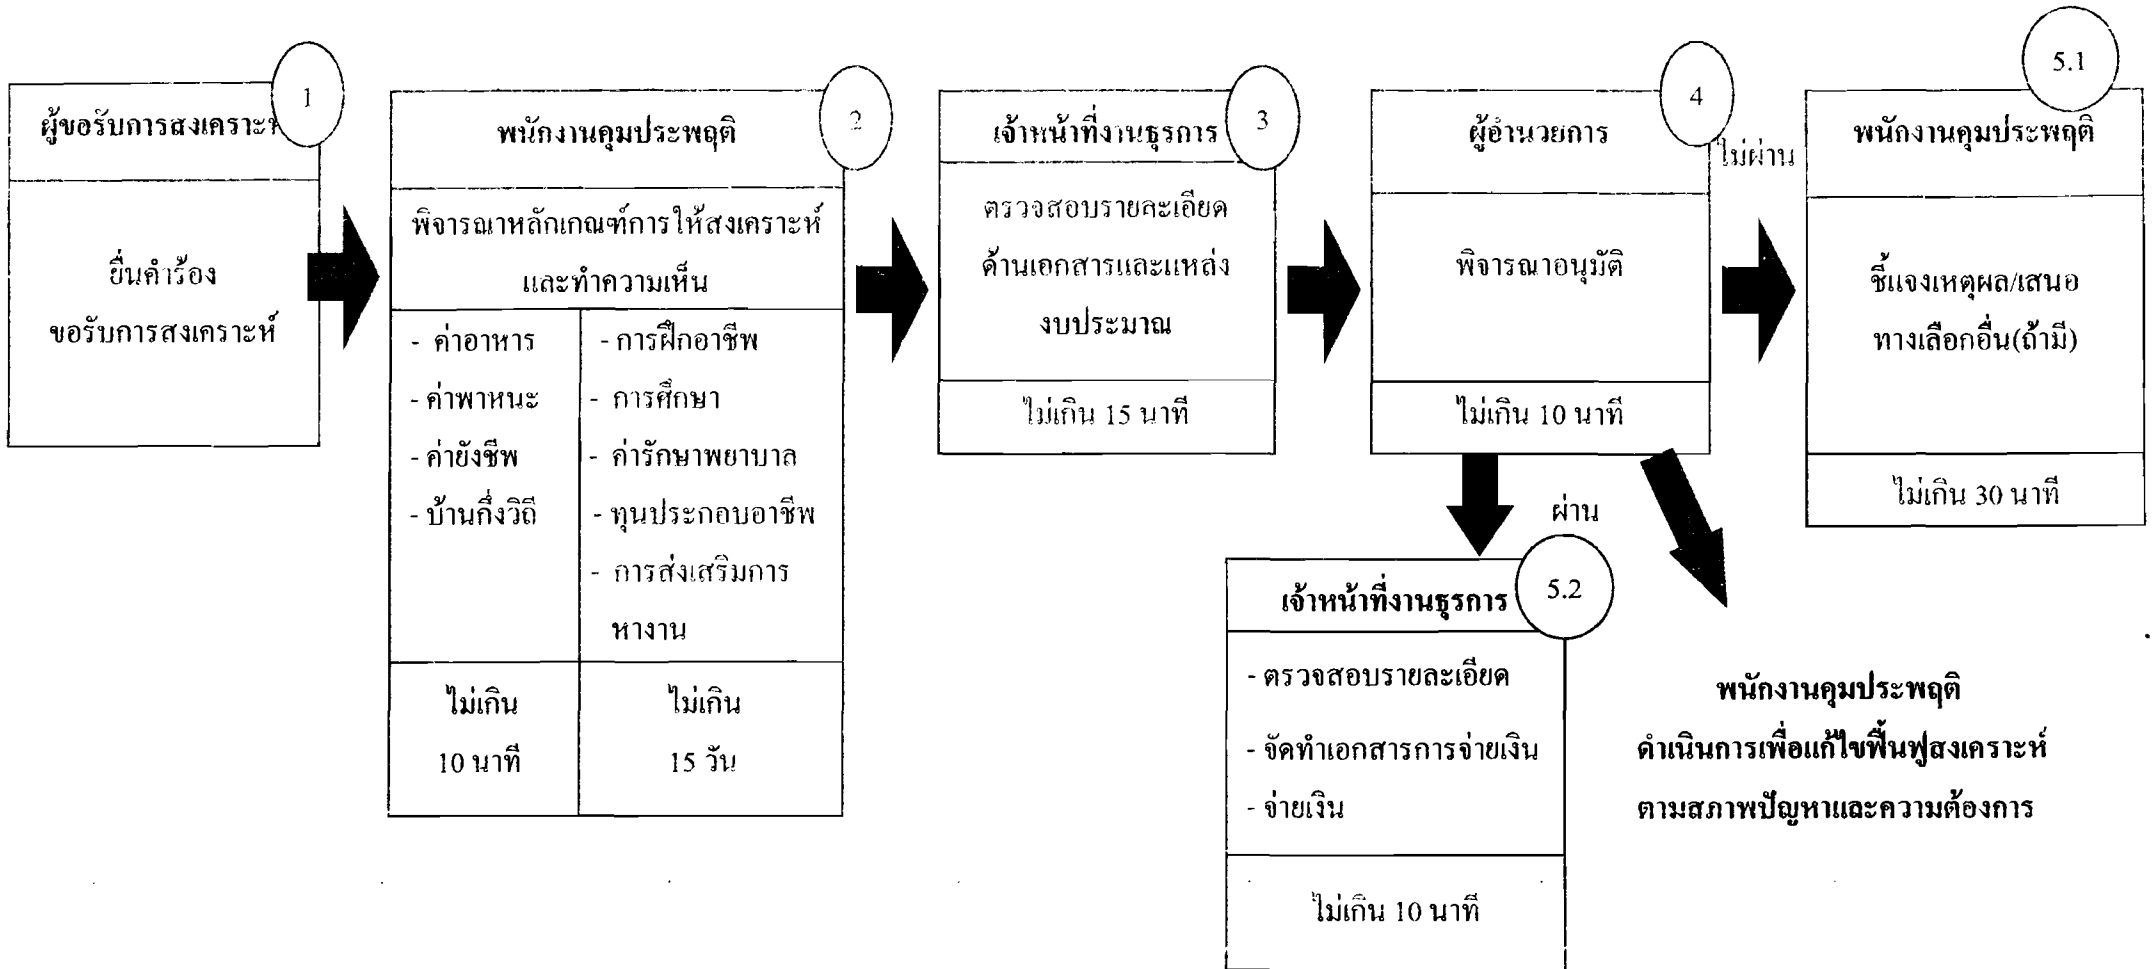 1
ผู้ขอรับการสงเคราะห์
ยื่นคำร้อง
ขอรับการสงเคราะห์
2
พนักงานคุมประพฤติ
พิจารณาหลักเกณฑ์การให้สงเคราะห์
และทำความเห็น
- ค่าอาหาร
- ค่าพาหนะ
- ค่ายังชีพ
- บ้านกึ่งวิถี
- การฝึกอาชีพ
- การศึกษา
- ค่ารักษาพยาบาล
- ทุนประกอบอาชีพ
- การส่งเสริมการ
หางาน
ไม่เกิน
10 นาที
ไม่เกิน
15 วัน
3
เจ้าหน้าที่งานธุรการ
ตรวจสอบรายละเอียด
ด้านเอกสารและแหล่ง
งบประมาณ
ไม่เกิน 15 นาที
4
ผู้อำนวยการ
พิจารณาอนุมัติ
ไม่เกิน 10 นาที
ไม่ผ่าน
5.1
พนักงานคุมประพฤติ
ชี้แจงเหตุผล/เสนอ
ทางเลือกอื่น(ถ้ามี)
ไม่เกิน 30 นาที
ผ่าน
5.2
เจ้าหน้าที่งานธุรการ
- ตรวจสอบรายละเอียด
- จัดทำเอกสารการจ่ายเงิน
- จ่ายเงิน
ไม่เกิน 10 นาที
พนักงานคุมประพฤติ
ดำเนินการเพื่อแก้ไขฟื้นฟูสงเคราะห์
ตามสภาพปัญหาและความต้องการ